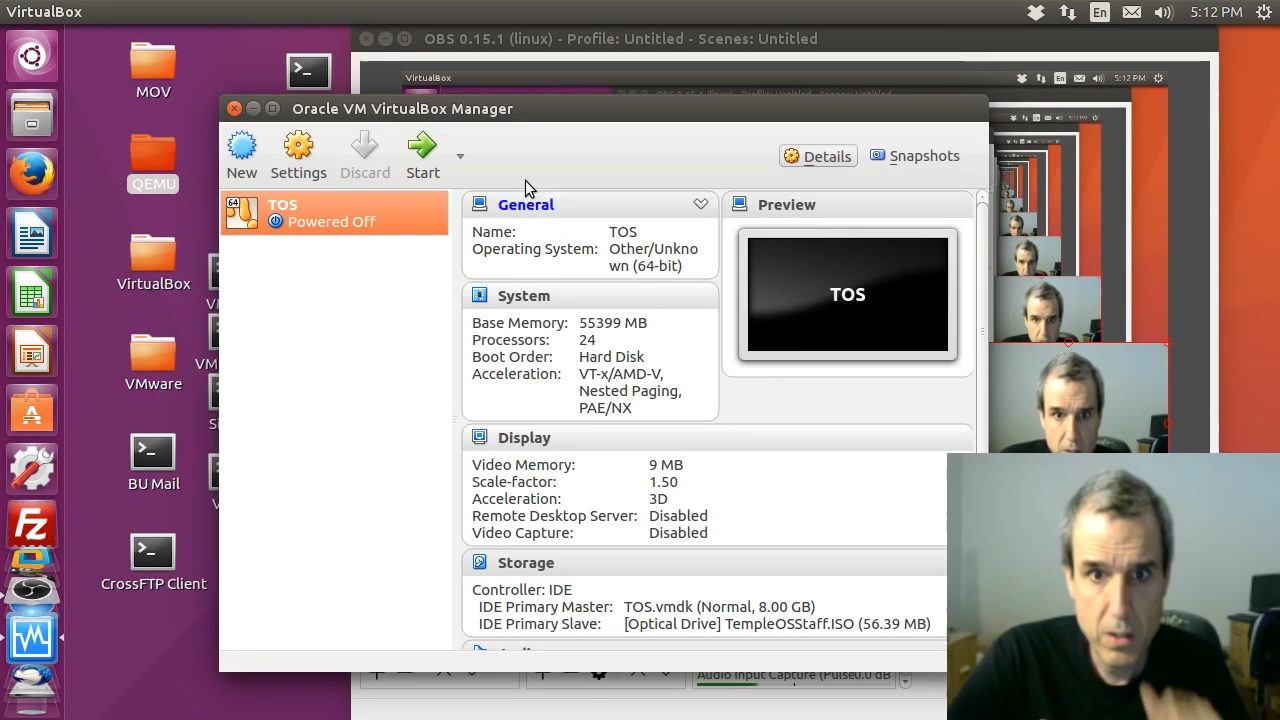 VirtualBox
En
5:12 PM
OBS 0.15.1 (linux) - Profile: Untitled - Scenes: Untitled
VirtualBox
En
5:12 PM
MOV
QEMU
VirtualBox
VMware
BU Mail
CrossFTP Client
Oracle VM VirtualBox Manager
New
Settings
Discard
Start
Details
Snapshots
64
TOS
Powered Off
General
Name: TOS
Operating System: Other/Unkno
wn (64-bit)
System
Base Memory: 55399 MB
Processors: 24
Boot Order: Hard Disk
Acceleration: VT-x/AMD-V,
Nested Paging,
PAE/NX
Preview
TOS
Display
Video Memory: 9 MB
Scale-factor: 1.50
Acceleration: 3D
Remote Desktop Server: Disabled
Video Capture: Disabled
Storage
Controller: IDE
IDE Primary Master: TOS.vmdk (Normal, 8.00 GB)
IDE Primary Slave: [Optical Drive] TempleOSStaff.ISO (56.39 MB)
Audio Input Capture (Pulse0.0 dB